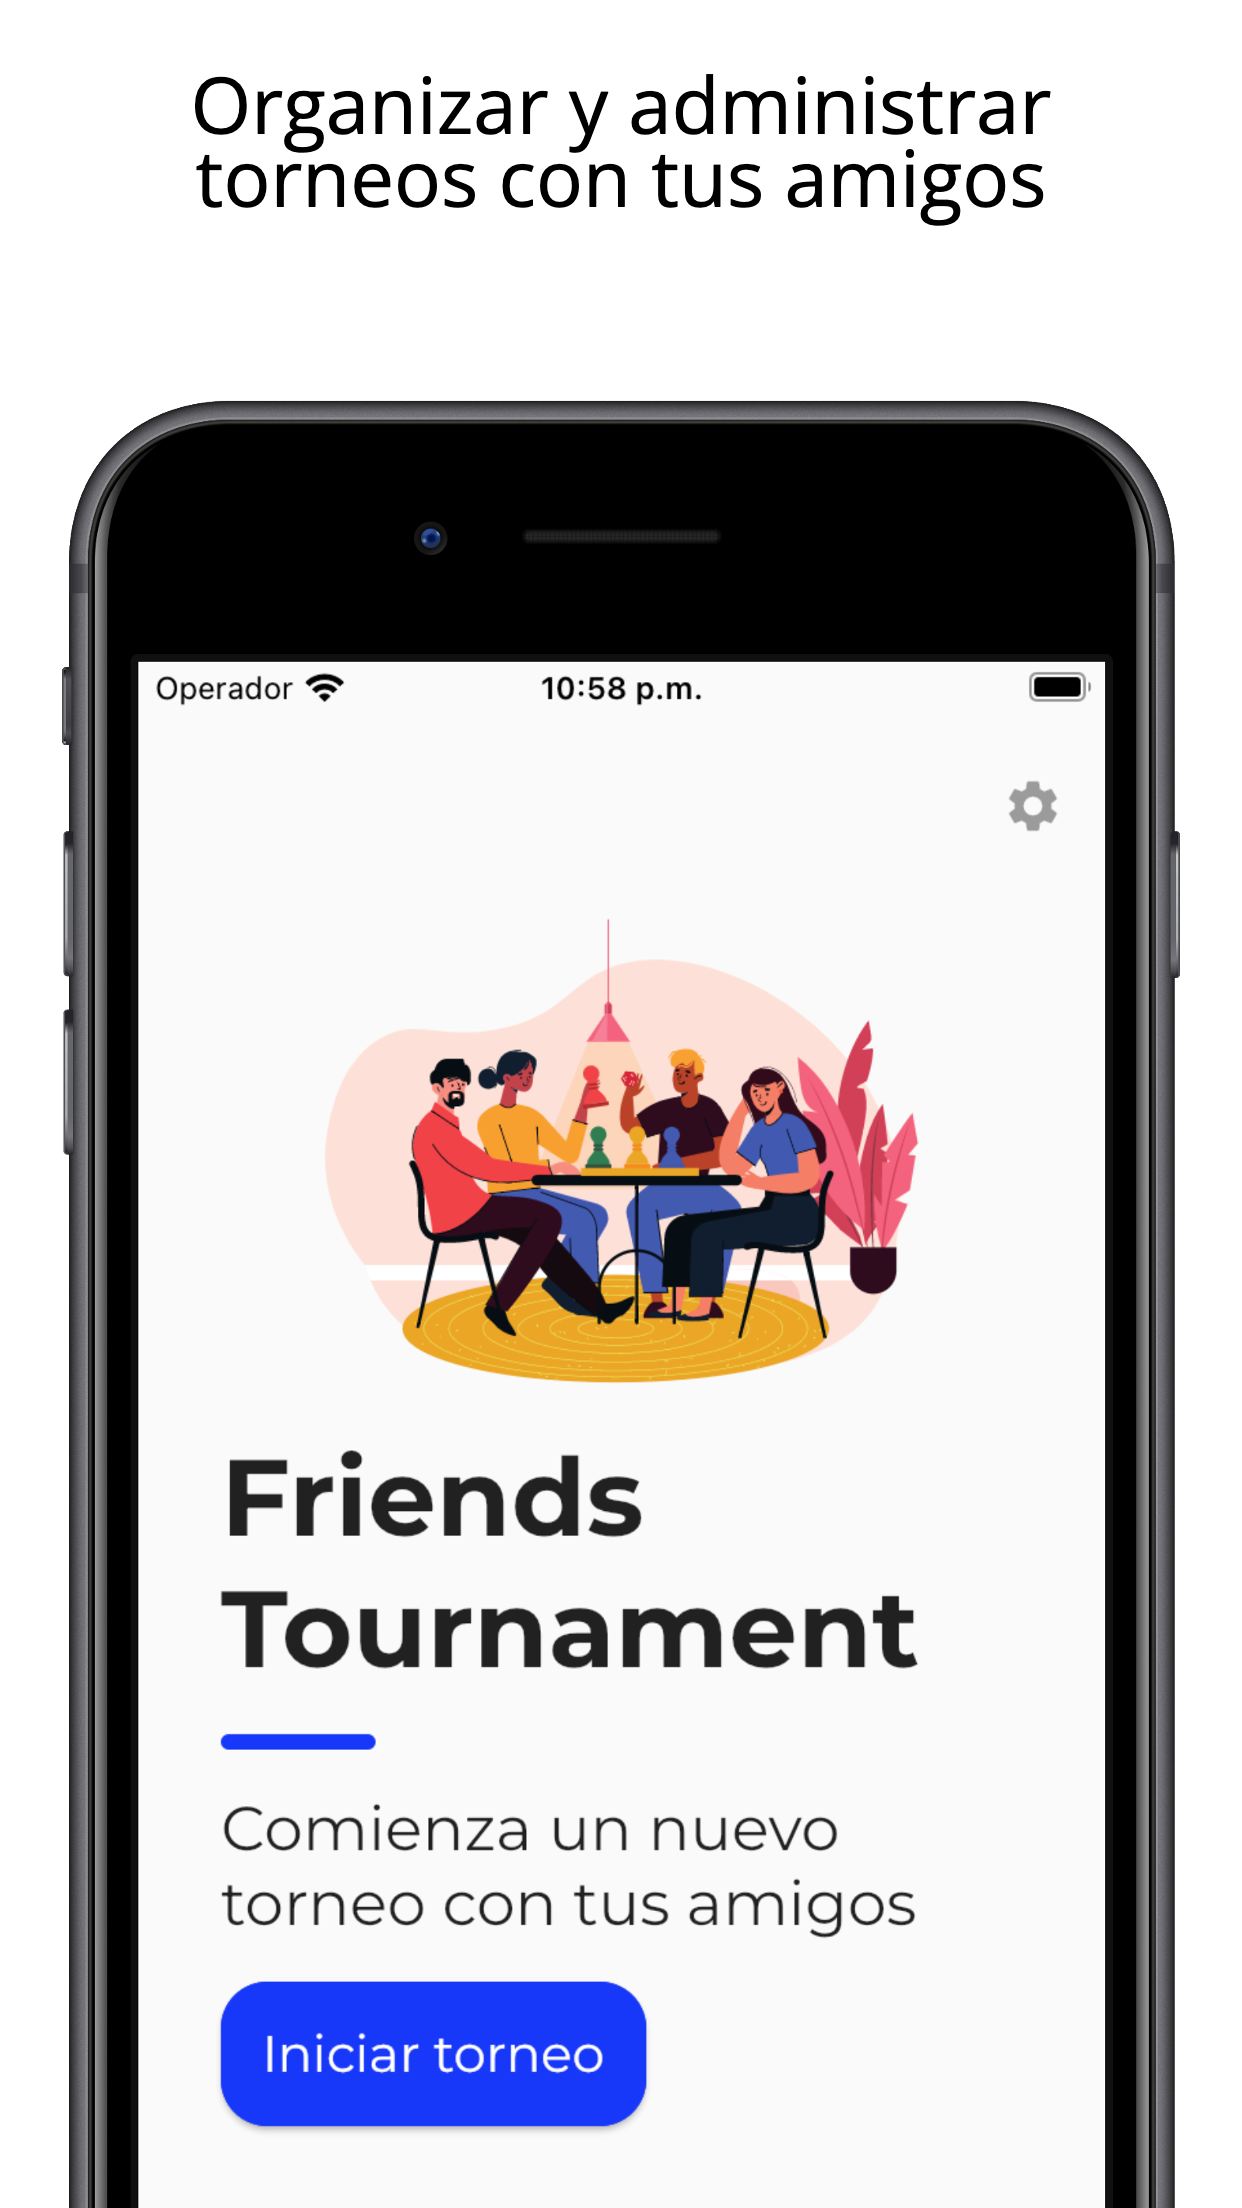 Organizar y administrar
torneos con tus amigos
Operador
10:58 p.m.
Friends
Tournament
Comienza un nuevo
torneo con tus amigos
Iniciar torneo